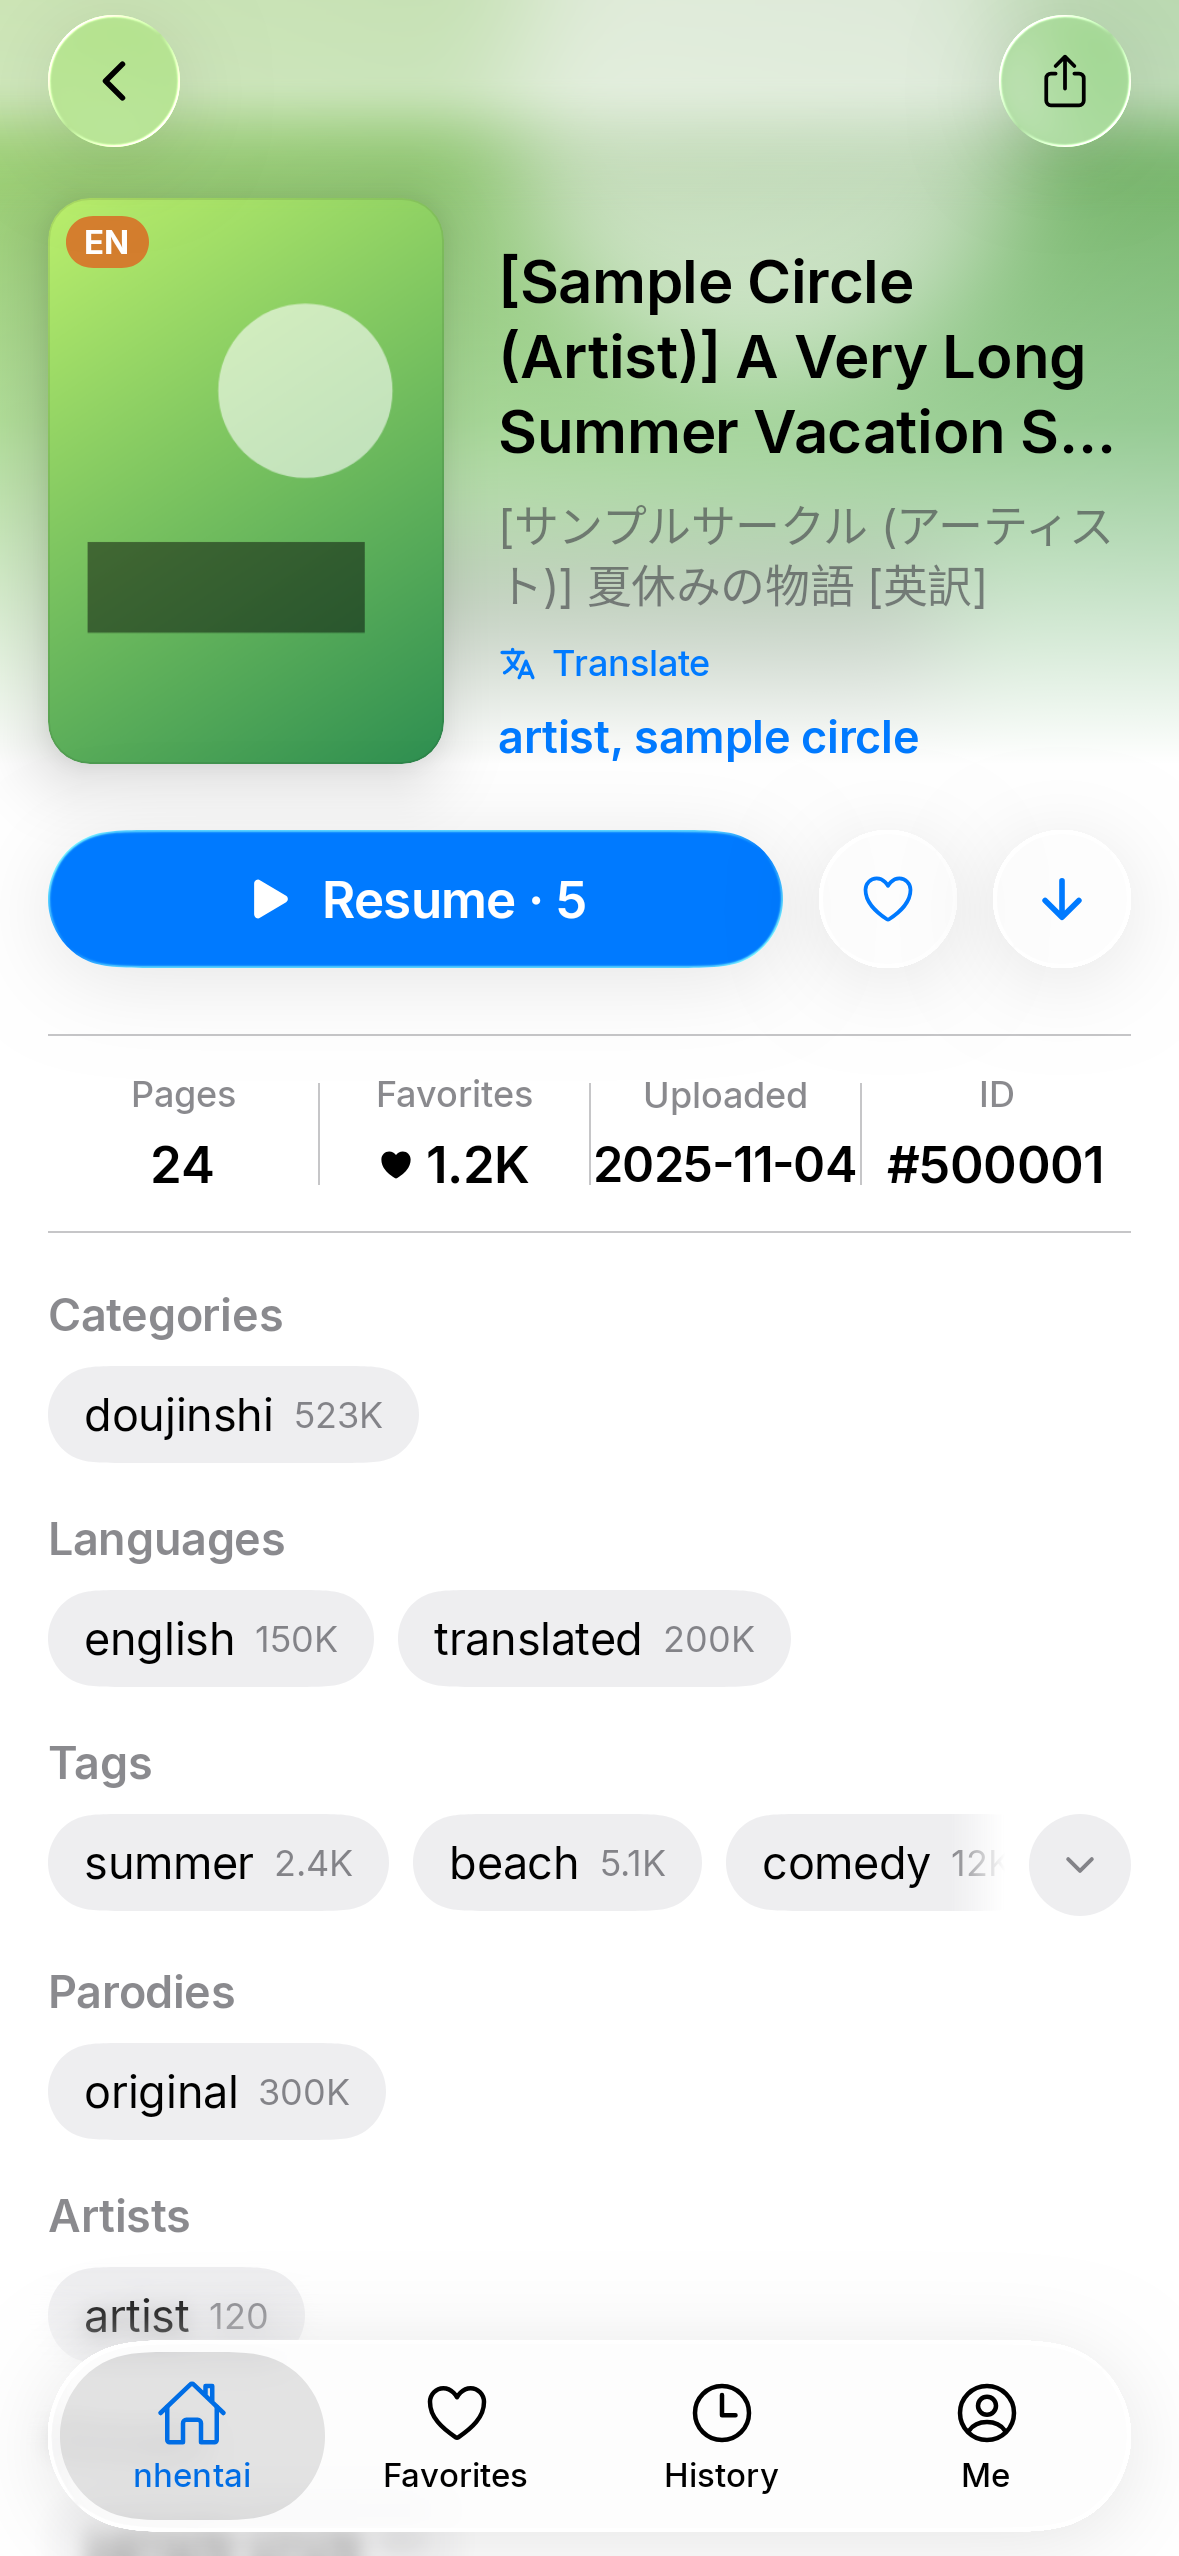 EN
[Sample Circle
(Artist)] A Very Long
Summer Vacation S...
[サンプルサークル (アーティス
ト)] 夏休みの物語 [英訳]
Translate
artist, sample circle
Resume · 5
Pages
Favorites
Uploaded
ID
24
1.2K
2025-11-04
#500001
Categories
doujinshi 523K
Languages
english 150K
translated 200K
Tags
summer 2.4K
beach 5.1K
comedy 12K
Parodies
original 300K
Artists
artist 120
nhentai
Favorites
History
Me